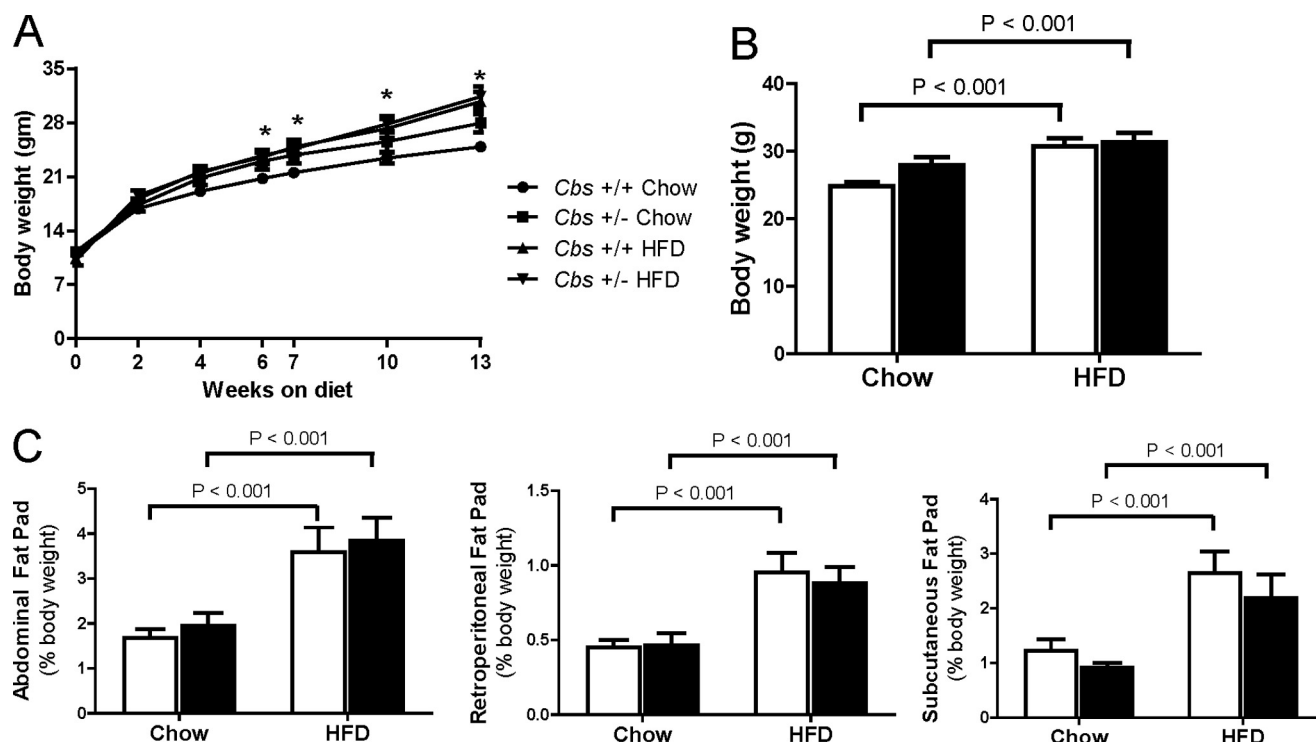 A
Body weight (gm)
35
28
21
14
7
0
* * * *
0 2 4 6 7 10 13
Weeks on diet
Cbs +/+ Chow
Cbs +/- Chow
Cbs +/+ HFD
Cbs +/- HFD
B
P < 0.001
P < 0.001
Body weight (g)
40
30
20
10
0
Chow HFD
C
P < 0.001
P < 0.001
Abdominal Fat Pad
(% body weight)
5
4
3
2
1
0
Chow HFD
P < 0.001
P < 0.001
Retroperitoneal Fat Pad
(% body weight)
1.5
1.0
0.5
0.0
Chow HFD
P < 0.001
P < 0.001
Subcutaneous Fat Pad
(% body weight)
4
3
2
1
0
Chow HFD